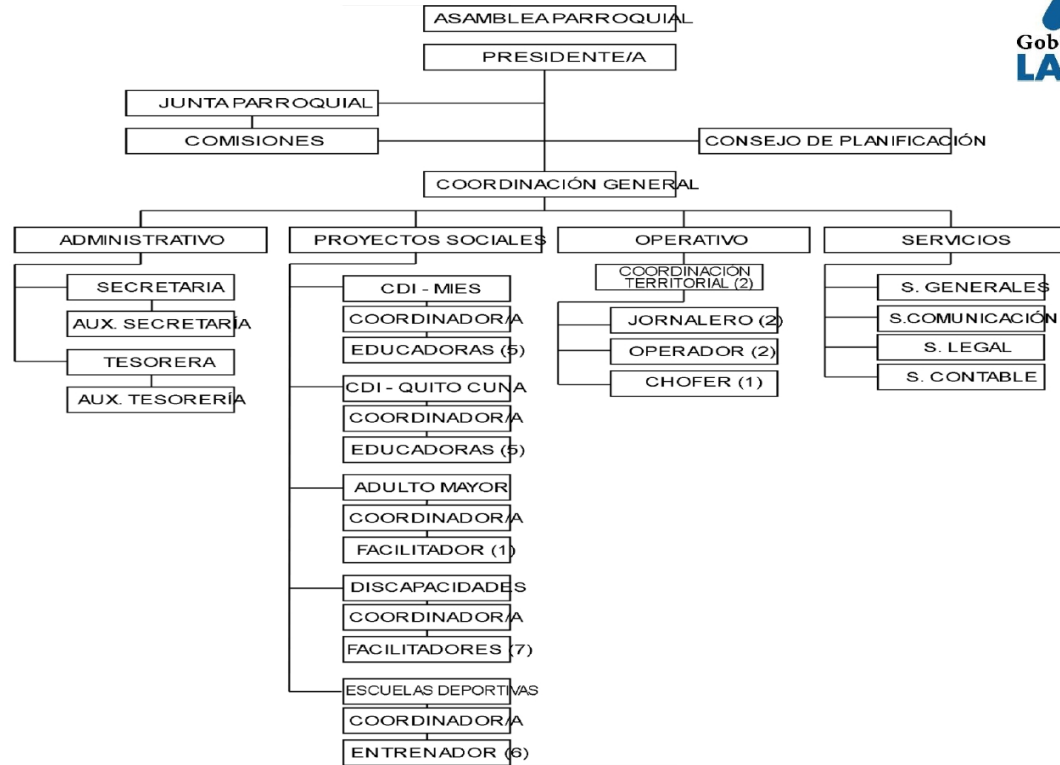 ASAMBLEA PARROQUIAL
PRESIDENTE/A
JUNTA PARROQUIAL
COMISIONES
CONSEJO DE PLANIFICACIÓN
COORDINACIÓN GENERAL
ADMINISTRATIVO
SECRETARIA
AUX. SECRETARÍA
TESORERA
AUX. TESORERÍA
PROYECTOS SOCIALES
CDI - MIES
COORDINADOR/A
EDUCADORAS (5)
CDI - QUITO CUNA
COORDINADOR/A
EDUCADORAS (5)
ADULTO MAYOR
COORDINADOR/A
FACILITADOR (1)
DISCAPACIDADES
COORDINADOR/A
FACILITADORES (7)
ESCUELAS DEPORTIVAS
COORDINADOR/A
ENTRENADOR (6)
OPERATIVO
COORDINACIÓN
TERRITORIAL (2)
JORNALERO (2)
OPERADOR (2)
CHOFER (1)
SERVICIOS
S. GENERALES
S.COMUNICACIÓN
S. LEGAL
S. CONTABLE
Gob
LA